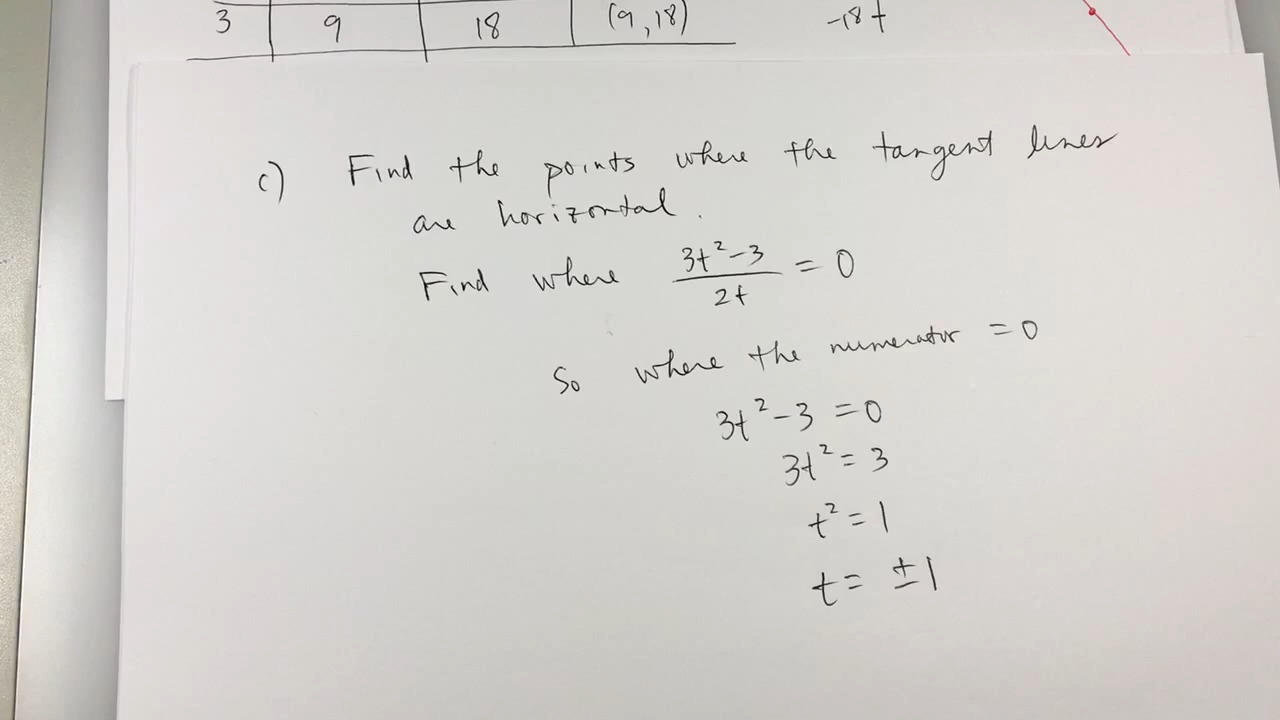 3 9 18 (9,18)
-18+
c) Find the points where the tangent lines
are horizontal.
Find where (3t²-3)/(2t) = 0
So where the numerator = 0
3t²-3 = 0
3t² = 3
t² = 1
t = ±1